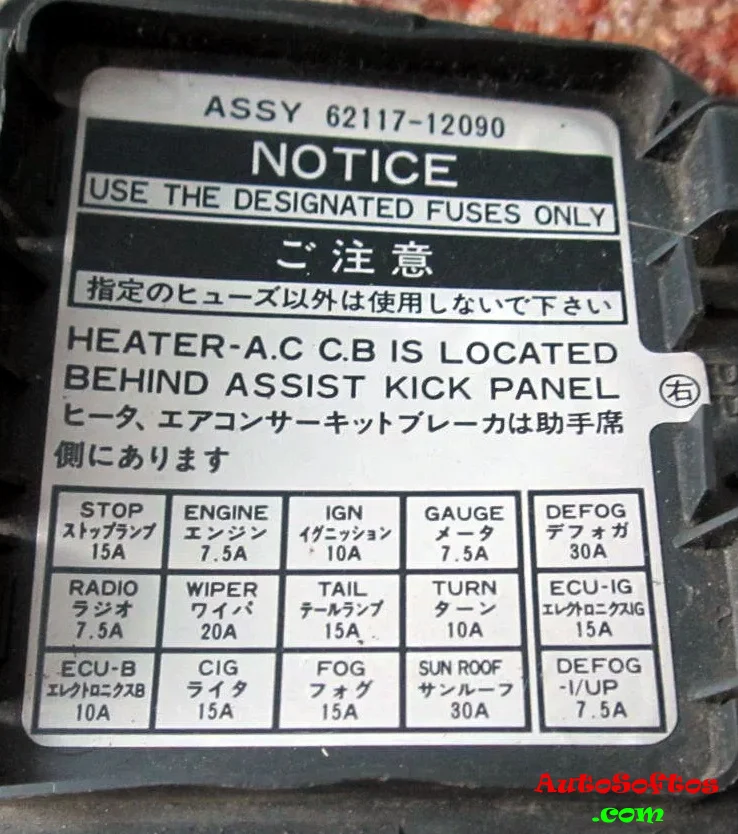 ASSY 62117-12090
NOTICE
USE THE DESIGNATED FUSES ONLY
ご注意
指定のヒューズ以外は使用しないで下さい
HEATER-A.C C.B IS LOCATED
BEHIND ASSIST KICK PANEL
右
ヒータ、エアコンサーキットブレーカは助手席
側にあります
STOP ENGINE IGN GAUGE DEFOG
ストップランプ エンジン イグニッション メータ デフォガ
15A 7.5A 10A 7.5A 30A
RADIO WIPER TAIL TURN ECU-IG
ラジオ ワイパ テールランプ ターン エレクトロニクスIG
7.5A 20A 15A 10A 15A
ECU-B CIG FOG SUN ROOF DEFOG
エレクトロニクスB ライタ フォグ サンルーフ -I/UP
10A 15A 15A 30A 7.5A
AutoSoftos
.com